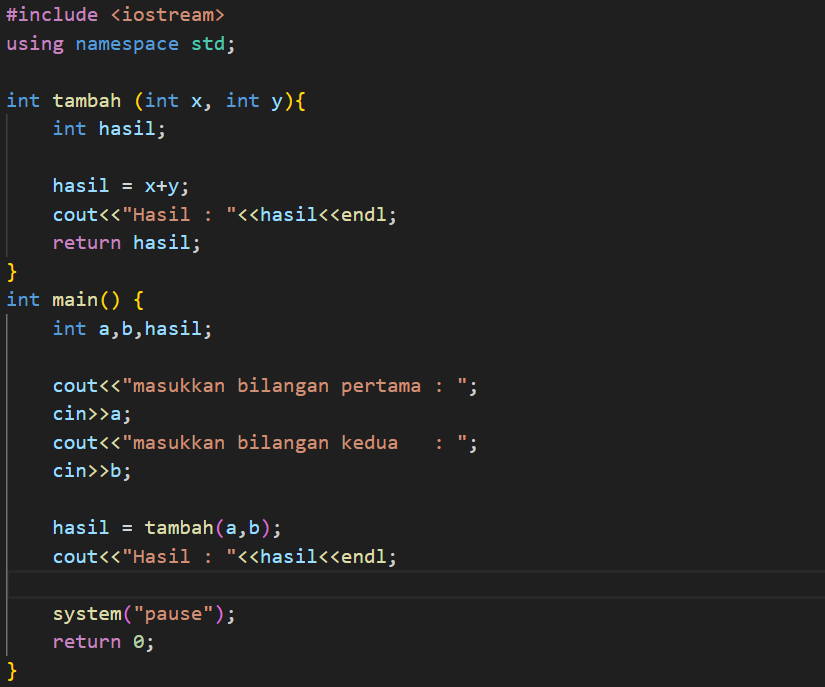 #include <iostream>
using namespace std;
int tambah (int x, int y){
int hasil;
hasil = x+y;
cout<<"Hasil : "<<hasil<<endl;
return hasil;
}
int main() {
int a,b,hasil;
cout<<"masukkan bilangan pertama : ";
cin>>a;
cout<<"masukkan bilangan kedua   : ";
cin>>b;
hasil = tambah(a,b);
cout<<"Hasil : "<<hasil<<endl;
system("pause");
return 0;
}